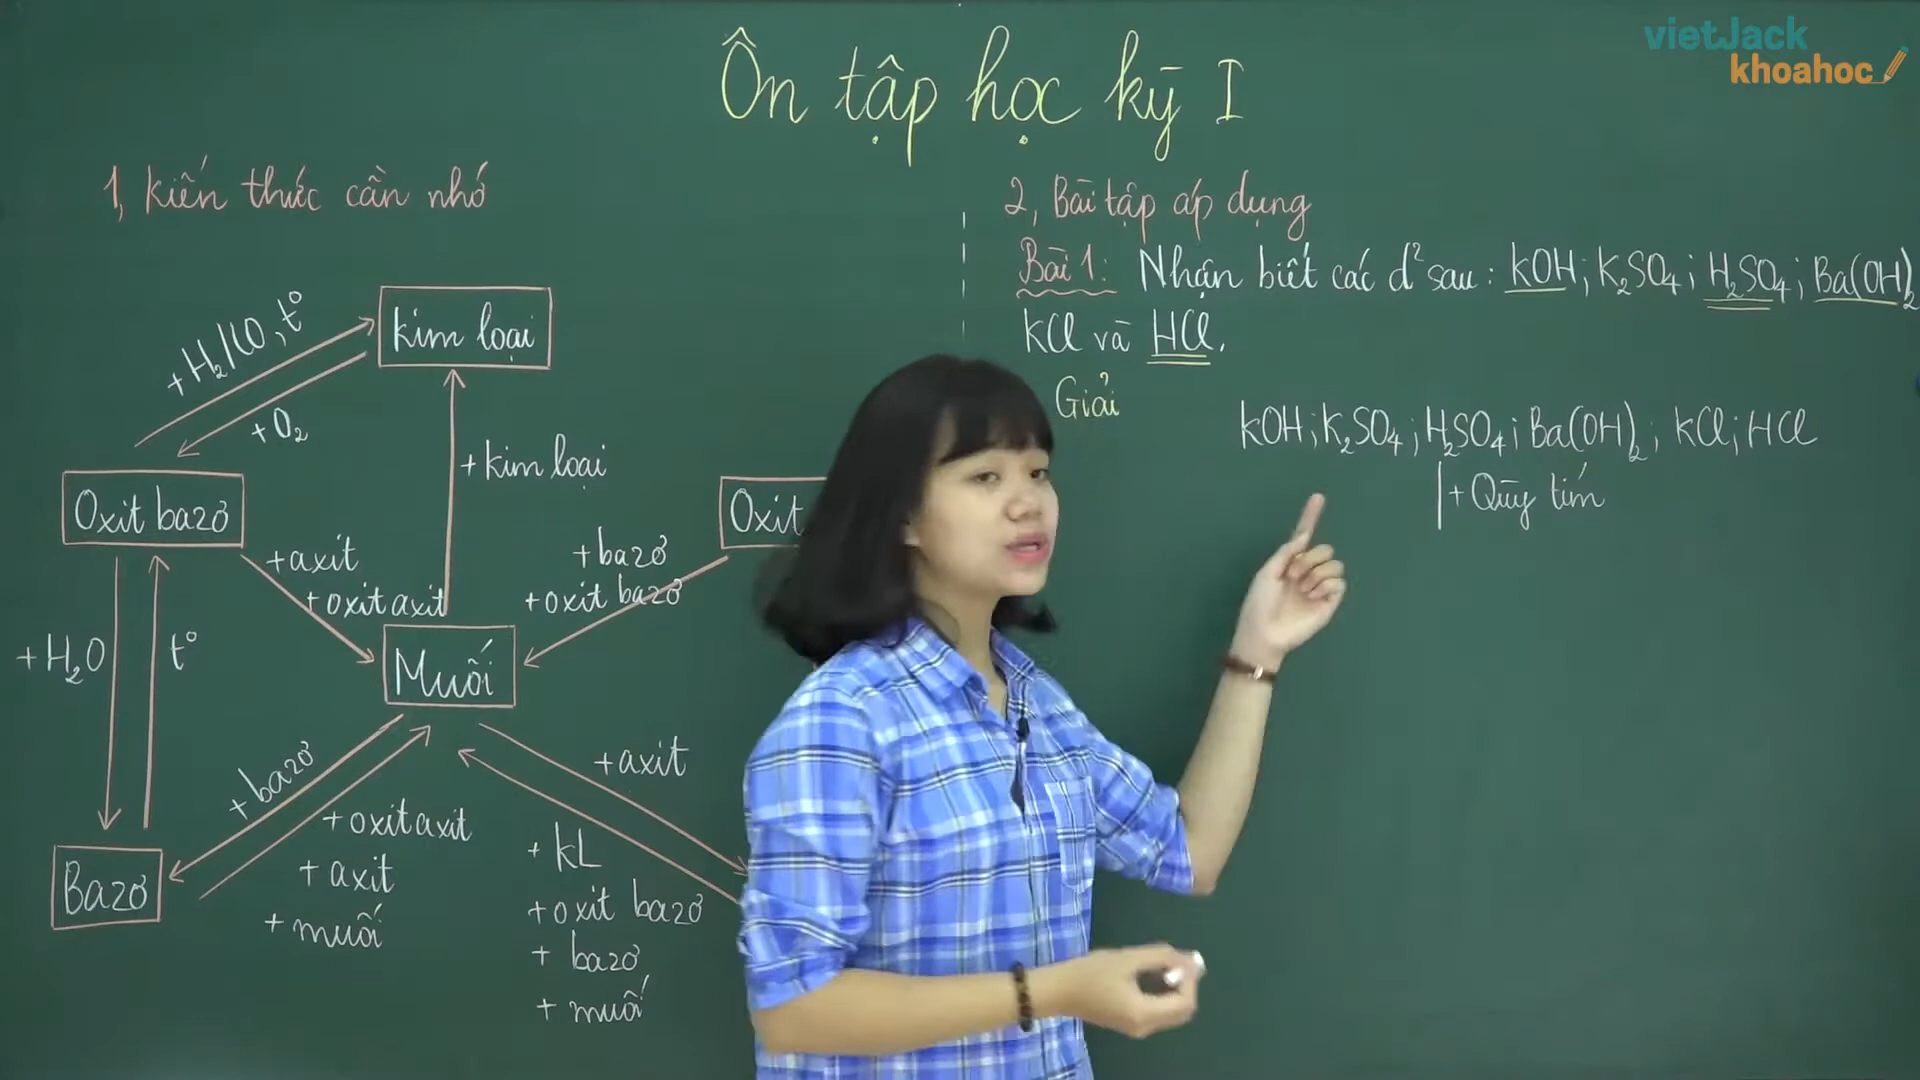 vietJack
khoahoc
Ôn tập học kỳ I
1, Kiến thức cần nhớ
Kim loại
+ H₂/CO, t°
+ O₂
+ kim loại
Oxit bazơ
Oxit
+ axit
+ oxit axit
+ bazơ
+ oxit bazơ
+ H₂O
t°
Muối
+ bazơ
+ oxit axit
+ axit
+ muối
+ axit
+ KL
+ oxit bazơ
+ bazơ
+ muối
Bazơ
2, Bài tập áp dụng
Bài 1: Nhận biết các d² sau: KOH; K₂SO₄; H₂SO₄; Ba(OH)₂
KCl và HCl.
Giải
KOH; K₂SO₄; H₂SO₄; Ba(OH)₂; KCl; HCl
+ Qùy tím